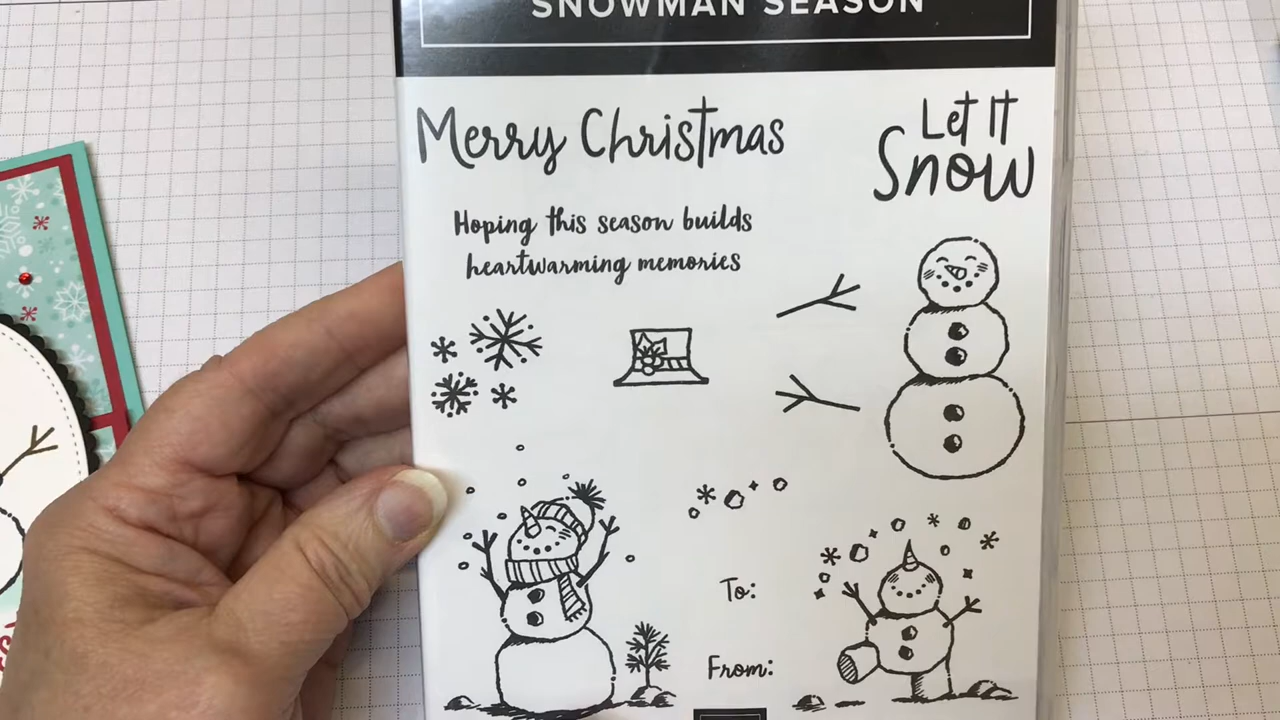 SNOWMAN SEASON
Merry Christmas
Let It
Snow
Hoping this season builds
heartwarming memories
To:
From: